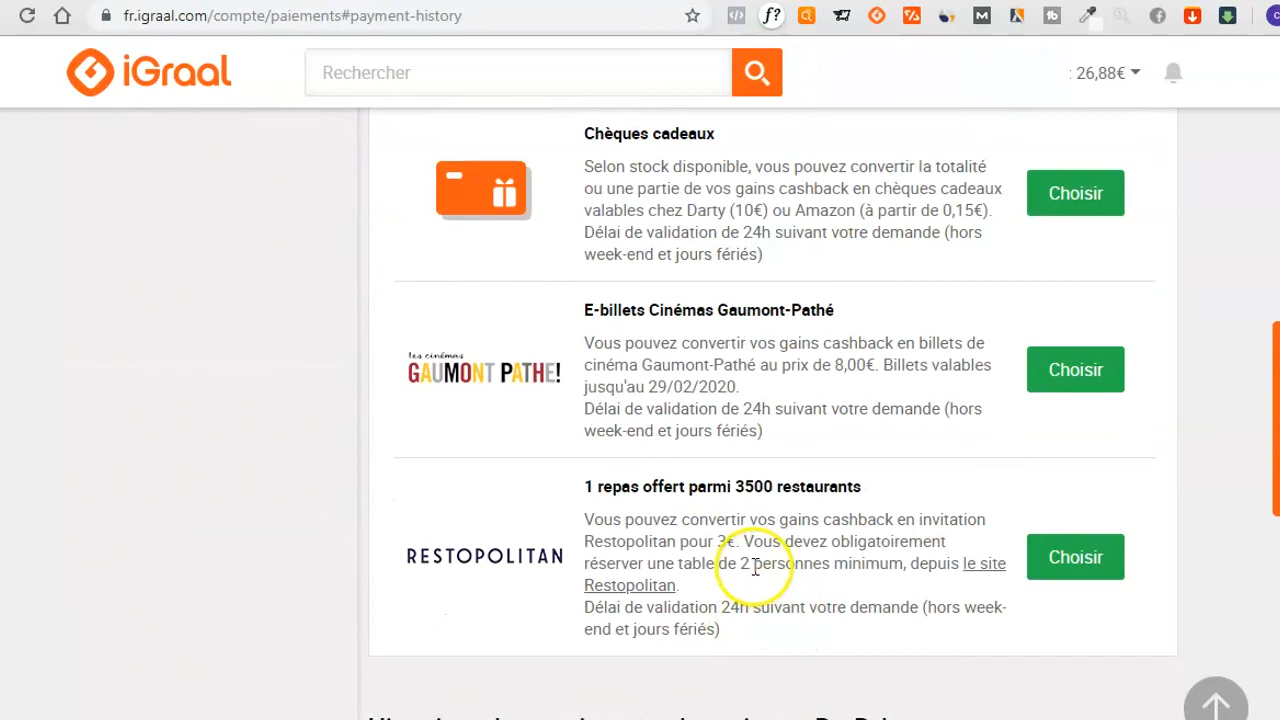 fr.igraal.com/compte/paiements#payment-history
iGraal
Rechercher
: 26,88€
Chèques cadeaux
Selon stock disponible, vous pouvez convertir la totalité
ou une partie de vos gains cashback en chèques cadeaux
valables chez Darty (10€) ou Amazon (à partir de 0,15€).
Délai de validation de 24h suivant votre demande (hors
week-end et jours fériés)
Choisir
E-billets Cinémas Gaumont-Pathé
les cinémas
GAUMONT PATHE!
Vous pouvez convertir vos gains cashback en billets de
cinéma Gaumont-Pathé au prix de 8,00€. Billets valables
jusqu'au 29/02/2020.
Délai de validation de 24h suivant votre demande (hors
week-end et jours fériés)
Choisir
1 repas offert parmi 3500 restaurants
RESTOPOLITAN
Vous pouvez convertir vos gains cashback en invitation
Restopolitan pour 3€. Vous devez obligatoirement
réserver une table de 2 personnes minimum, depuis le site
Restopolitan.
Délai de validation 24h suivant votre demande (hors week-
end et jours fériés)
Choisir